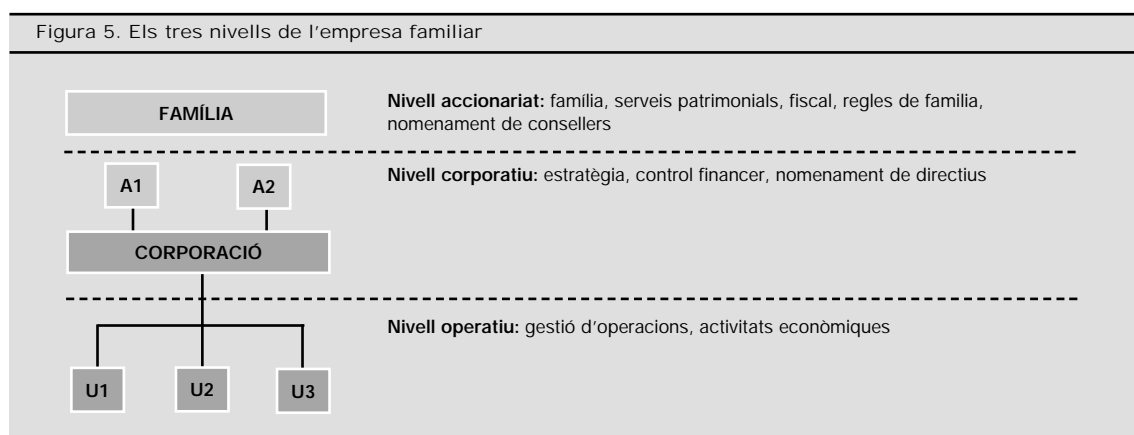 Figura 5. Els tres nivells de l'empresa familiar
FAMÍLIA
Nivell accionariat: família, serveis patrimonials, fiscal, regles de familia,
nomenament de consellers
A1
A2
Nivell corporatiu: estratègia, control financer, nomenament de directius
CORPORACIÓ
Nivell operatiu: gestió d'operacions, activitats econòmiques
U1
U2
U3